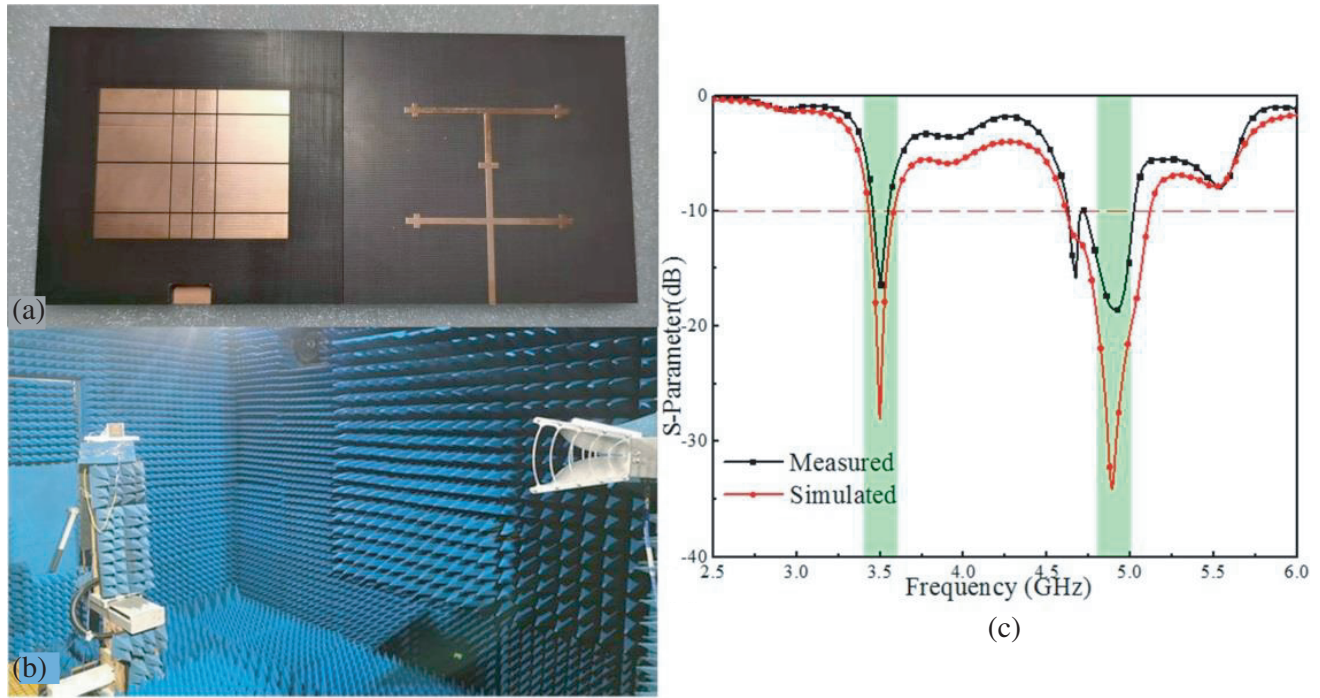 (a)
(b)
0
-10
-20
-30
-40
S-Parameter(dB)
Measured
Simulated
2.5 3.0 3.5 4.0 4.5 5.0 5.5 6.0
Frequency (GHz)
(c)